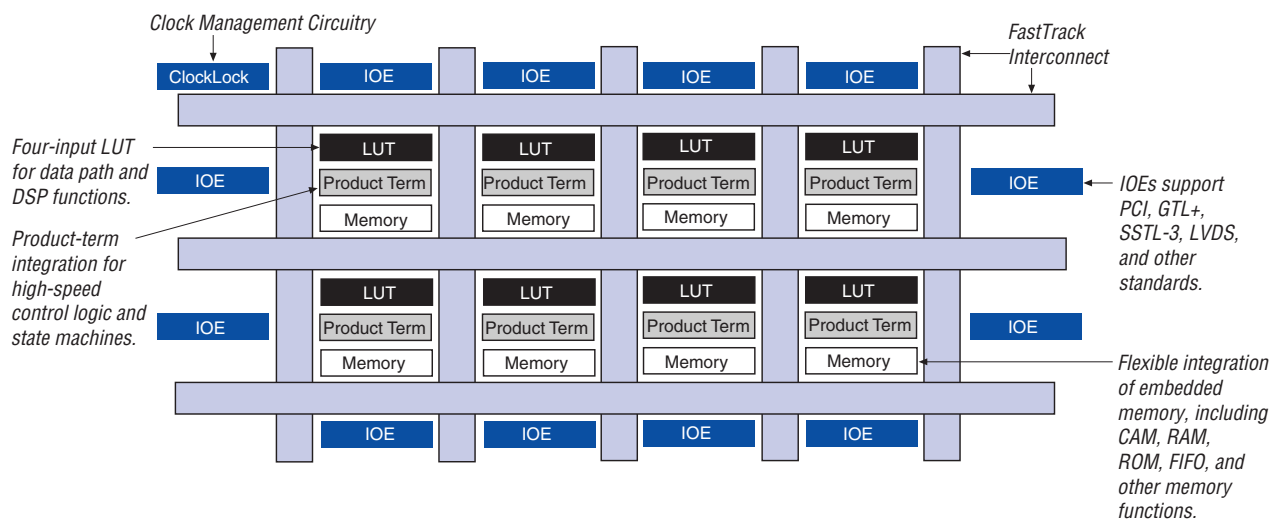 Clock Management Circuitry
FastTrack
Interconnect
ClockLock
IOE
IOE
IOE
IOE
Four-input LUT
for data path and
DSP functions.
LUT
LUT
LUT
LUT
IOE
Product Term
Product Term
Product Term
Product Term
IOE
IOEs support
PCI, GTL+,
SSTL-3, LVDS,
and other
standards.
Memory
Memory
Memory
Memory
Product-term
integration for
high-speed
control logic and
state machines.
LUT
LUT
LUT
LUT
IOE
Product Term
Product Term
Product Term
Product Term
IOE
Memory
Memory
Memory
Memory
Flexible integration
of embedded
memory, including
CAM, RAM,
ROM, FIFO, and
other memory
functions.
IOE
IOE
IOE
IOE